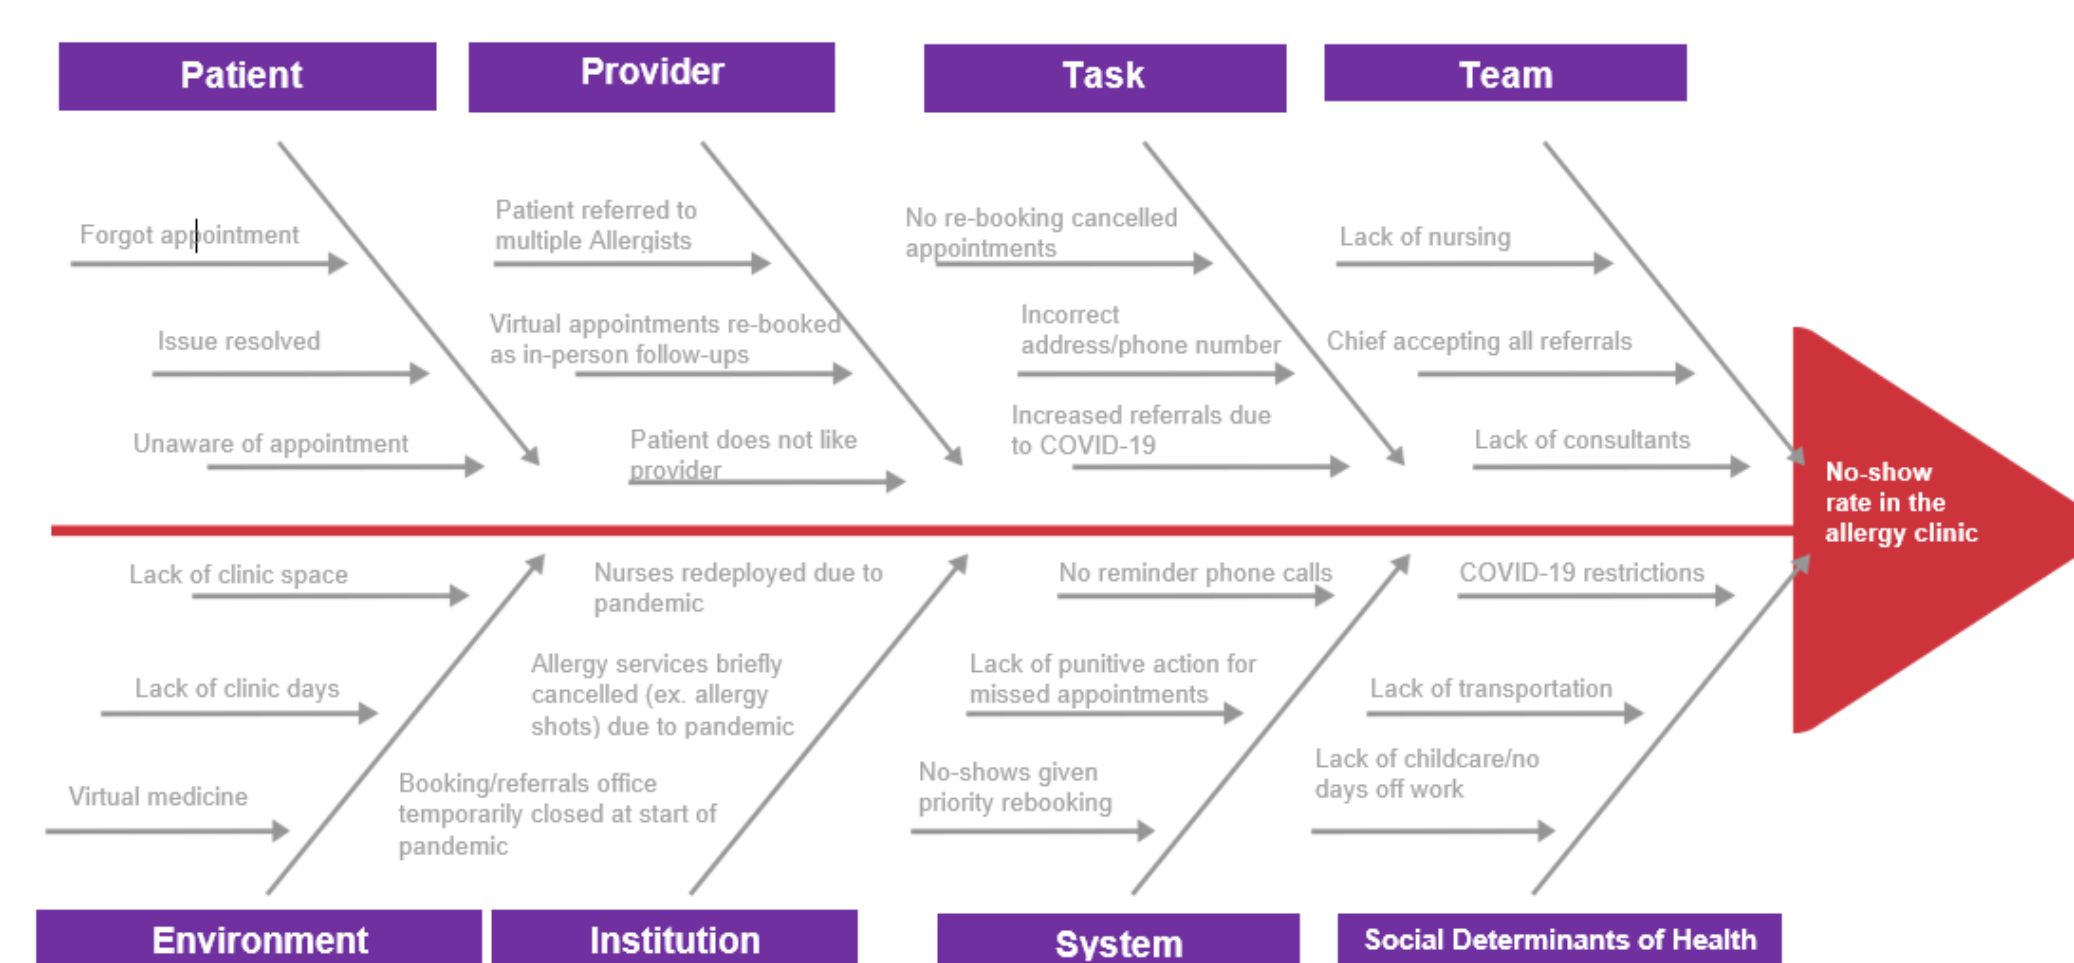 Patient
Provider
Task
Team
Forgot appointment
Issue resolved
Unaware of appointment
Patient referred to
multiple Allergists
Virtual appointments re-booked
as in-person follow-ups
Patient does not like
provider
No re-booking cancelled
appointments
Incorrect
address/phone number
Increased referrals due
to COVID-19
Lack of nursing
Chief accepting all referrals
Lack of consultants
No-show
rate in the
allergy clinic
Lack of clinic space
Lack of clinic days
Virtual medicine
Nurses redeployed due to
pandemic
Allergy services briefly
cancelled (ex. allergy
shots) due to pandemic
Booking/referrals office
temporarily closed at start of
pandemic
No reminder phone calls
Lack of punitive action for
missed appointments
No-shows given
priority rebooking
COVID-19 restrictions
Lack of transportation
Lack of childcare/no
days off work
Environment
Institution
System
Social Determinants of Health